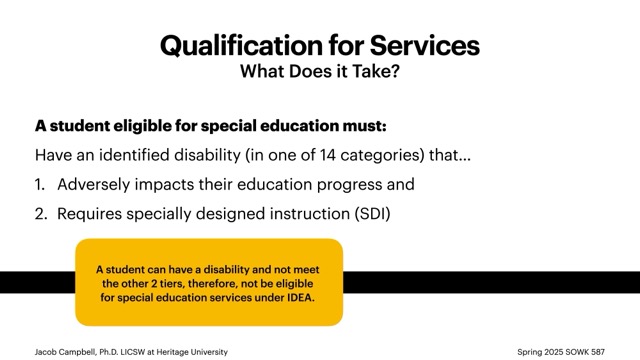 Qualification for Services
What Does it Take?
A student eligible for special education must:
Have an identified disability (in one of 14 categories) that...
1. Adversely impacts their education progress and
2. Requires specially designed instruction (SDI)
A student can have a disability and not meet
the other 2 tiers, therefore, not be eligible
for special education services under IDEA.
Jacob Campbell, Ph.D. LICSW at Heritage University
Spring 2025 SOWK 587